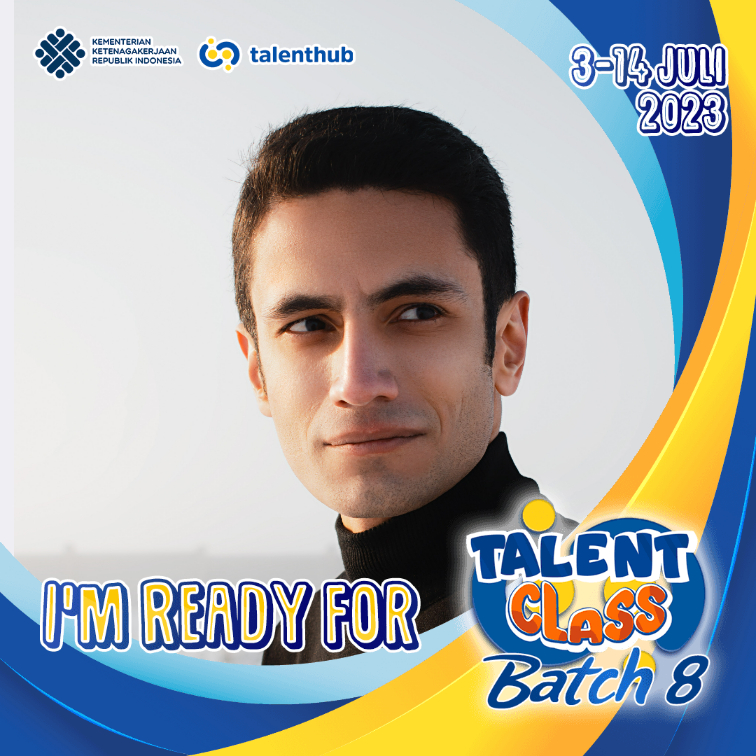 KEMENTERIAN
KETENAGAKERJAAN
REPUBLIK INDONESIA
talenthub
3-14 JULI
2023
I'M READY FOR
TALENT
CLASS
Batch 8